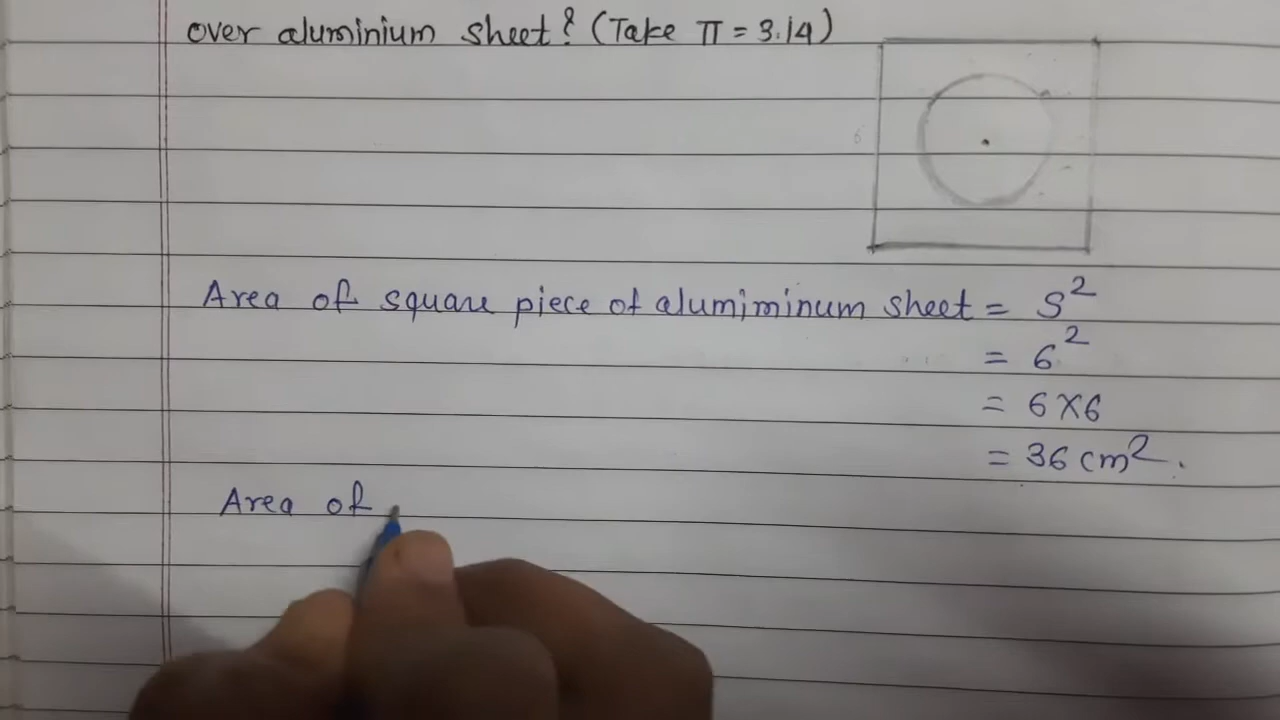 over aluminium sheet? (Take π = 3.14)
6
Area of square piece of alumiminum sheet = S²
= 6²
= 6×6
= 36 cm².
Area of